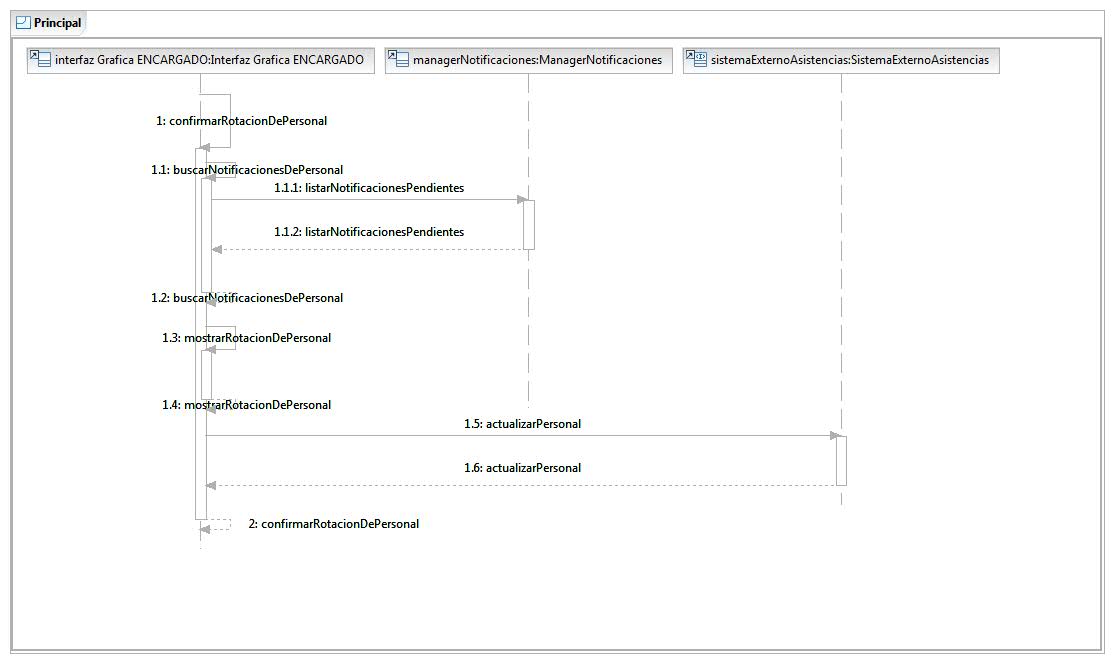 Principal
interfaz Grafica ENCARGADO:Interfaz Grafica ENCARGADO
managerNotificaciones:ManagerNotificaciones
sistemaExternoAsistencias:SistemaExternoAsistencias
1: confirmarRotacionDePersonal
1.1: buscarNotificacionesDePersonal
1.1.1: listarNotificacionesPendientes
1.1.2: listarNotificacionesPendientes
1.2: buscarNotificacionesDePersonal
1.3: mostrarRotacionDePersonal
1.4: mostrarRotacionDePersonal
1.5: actualizarPersonal
1.6: actualizarPersonal
2: confirmarRotacionDePersonal